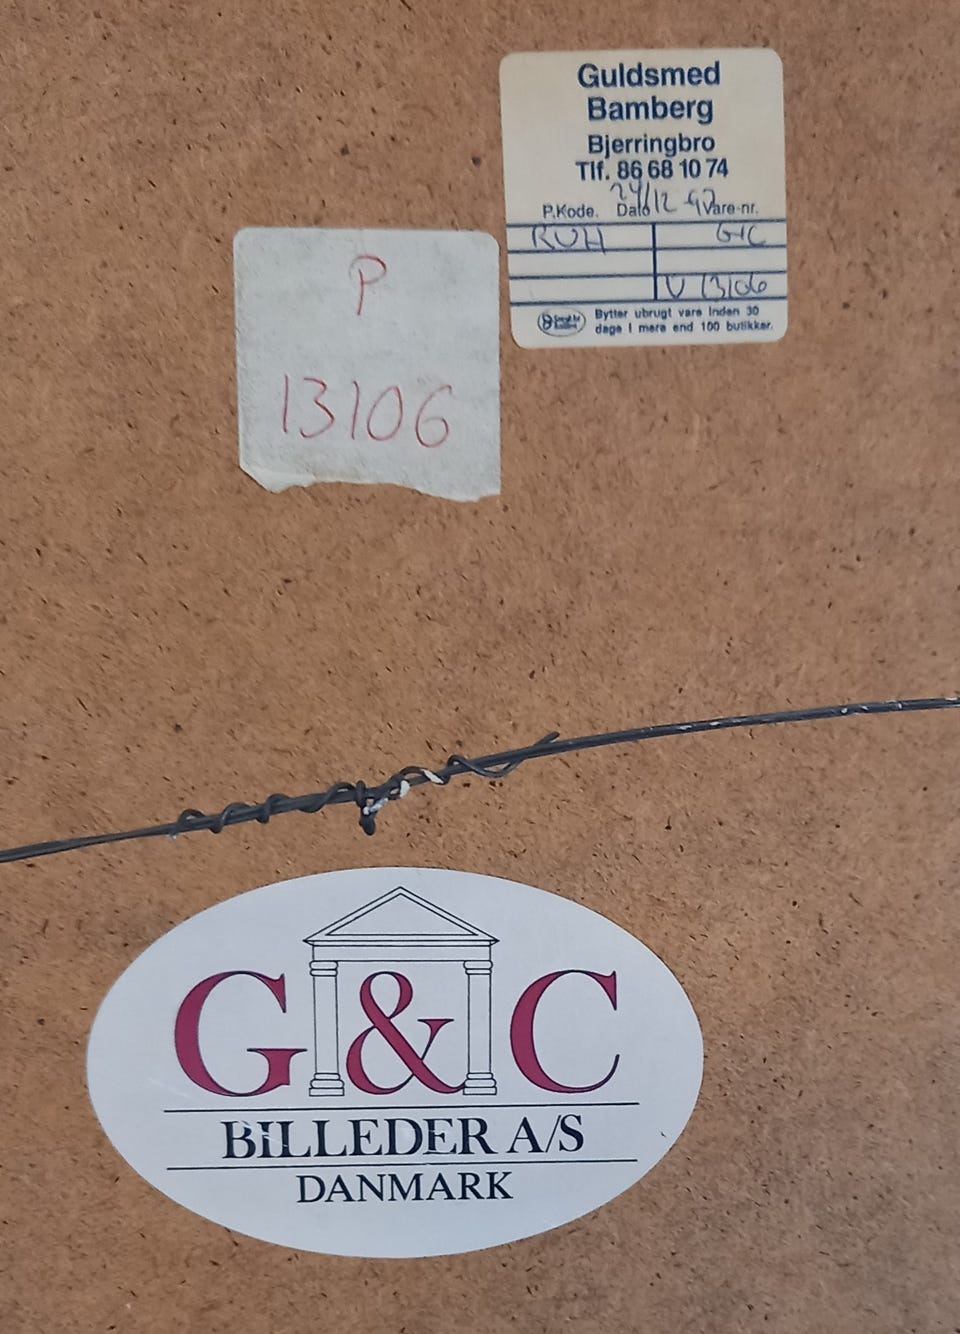 Guldsmed
Bamberg
Bjerringbro
Tlf. 86 68 10 74
24/12
P.Kode. Dato Vare-nr.
RUH G+C
V 13106
Bytter ubrugt vare inden 30
dage i mere end 100 butikker.
P
13106
G&C
BILLEDER A/S
DANMARK